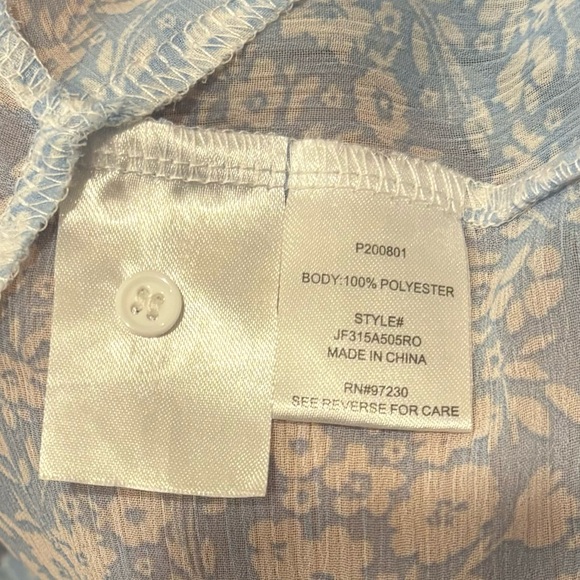 P200801
BODY:100% POLYESTER
STYLE#
JF315A505RO
MADE IN CHINA
RN#97230
SEE REVERSE FOR CARE